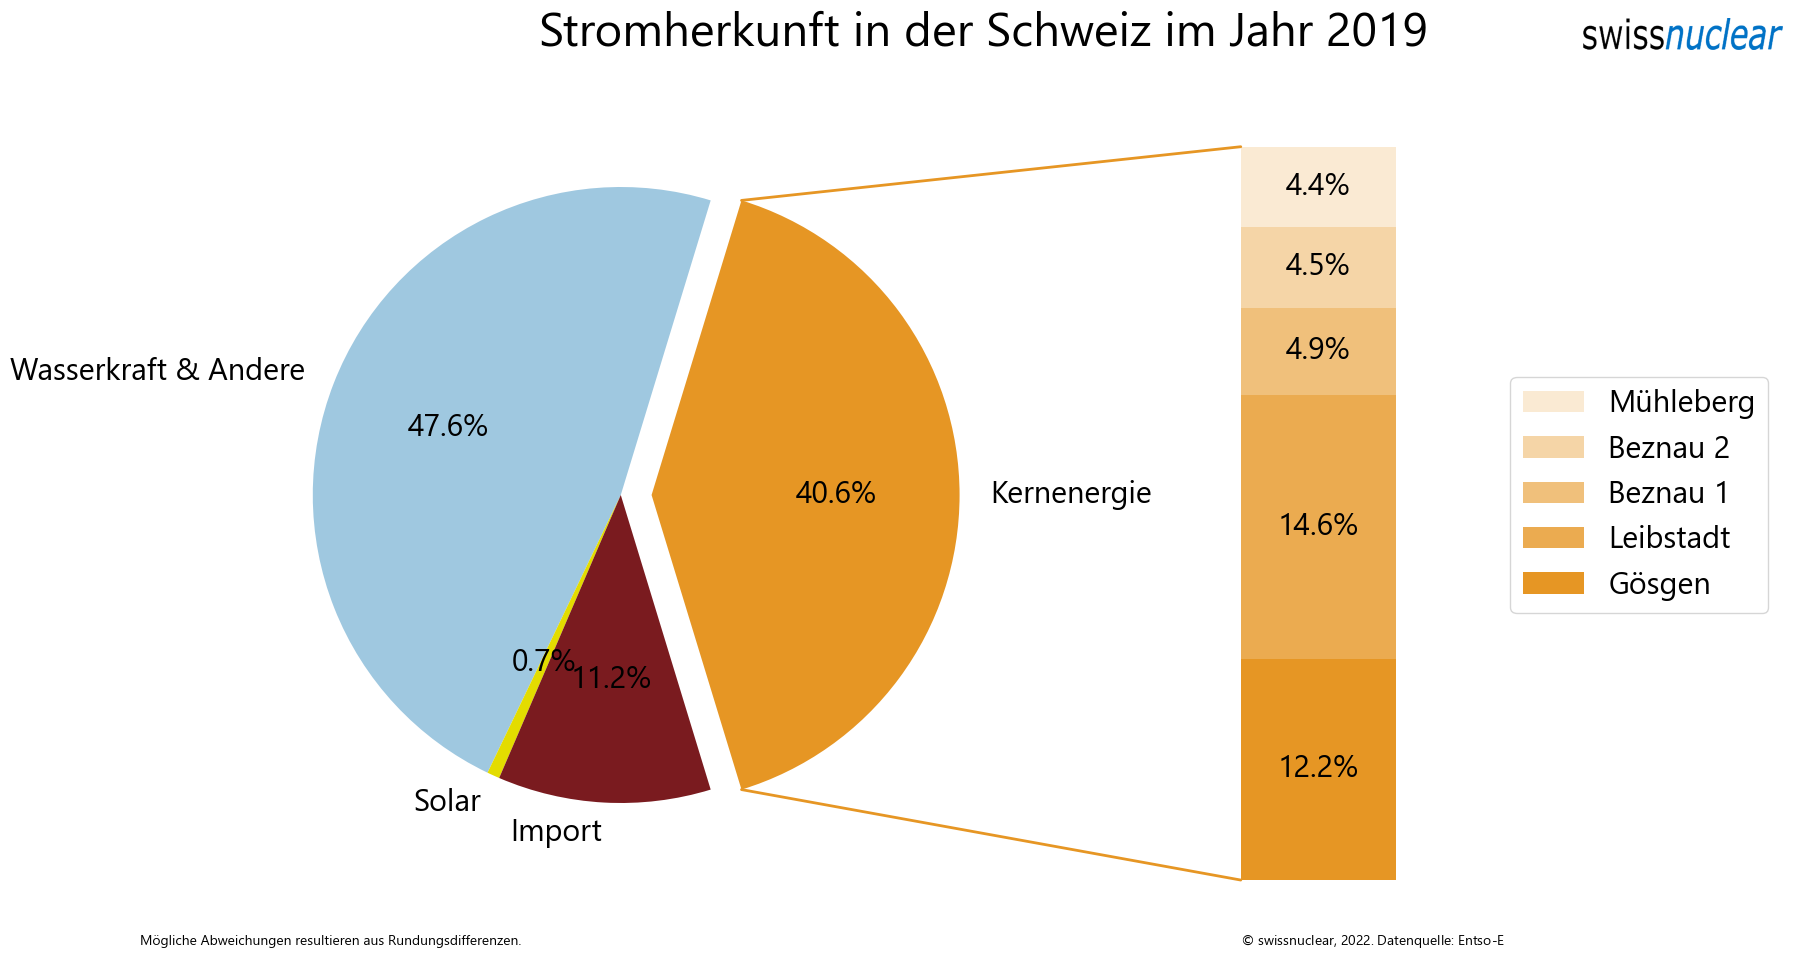 Stromherkunft in der Schweiz im Jahr 2019
swissnuclear
4.4%
4.5%
4.9%
14.6%
12.2%
Wasserkraft & Andere
47.6%
40.6%
Kernenergie
0.7%
11.2%
Solar
Import
Mühleberg
Beznau 2
Beznau 1
Leibstadt
Gösgen
Mögliche Abweichungen resultieren aus Rundungsdifferenzen.
© swissnuclear, 2022. Datenquelle: Entso-E